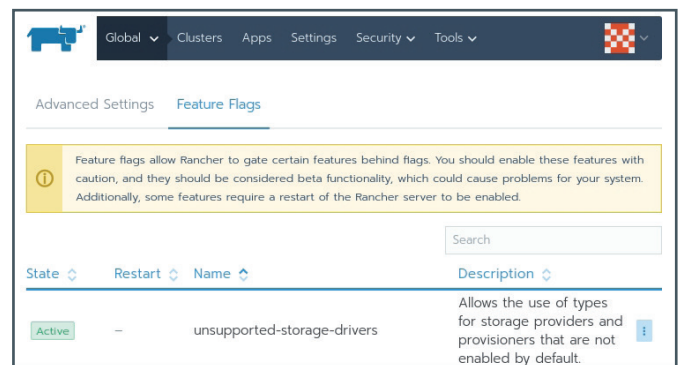 Global Clusters Apps Settings Security Tools
Advanced Settings Feature Flags
Feature flags allow Rancher to gate certain features behind flags. You should enable these features with
caution, and they should be considered beta functionality, which could cause problems for your system.
Additionally, some features require a restart of the Rancher server to be enabled.
Search
State Restart Name Description
Active – unsupported-storage-drivers
Allows the use of types
for storage providers and
provisioners that are not
enabled by default.